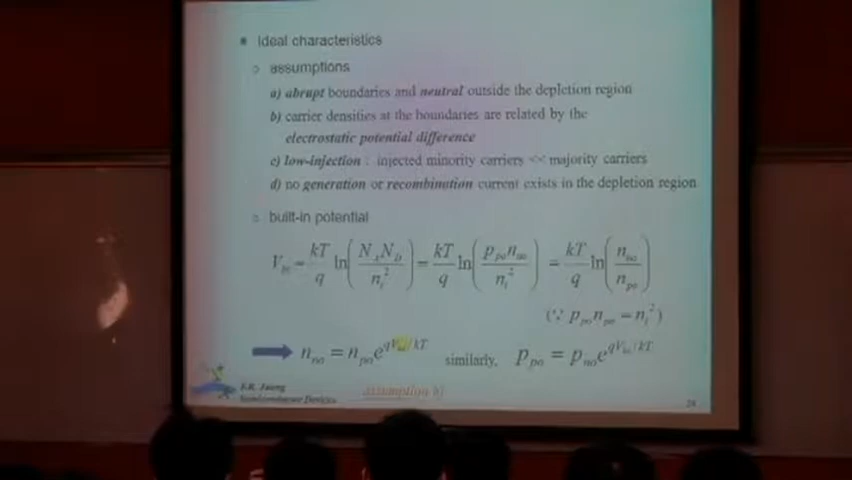 Ideal characteristics
assumptions
a) abrupt boundaries and neutral outside the depletion region
b) carrier densities at the boundaries are related by the
electrostatic potential difference
c) low-injection : injected minority carriers << majority carriers
d) no generation or recombination current exists in the depletion region
built-in potential
V_bi = kT/q ln(N_A N_D / n_i^2) = kT/q ln(p_po n_no / n_i^2) = kT/q ln(n_no / n_po)
(∵ p_po n_po = n_i^2)
n_no = n_po e^{qV_bi/kT} similarly, p_po = p_no e^{qV_bi/kT}
Semiconductor Devices
assumption b)